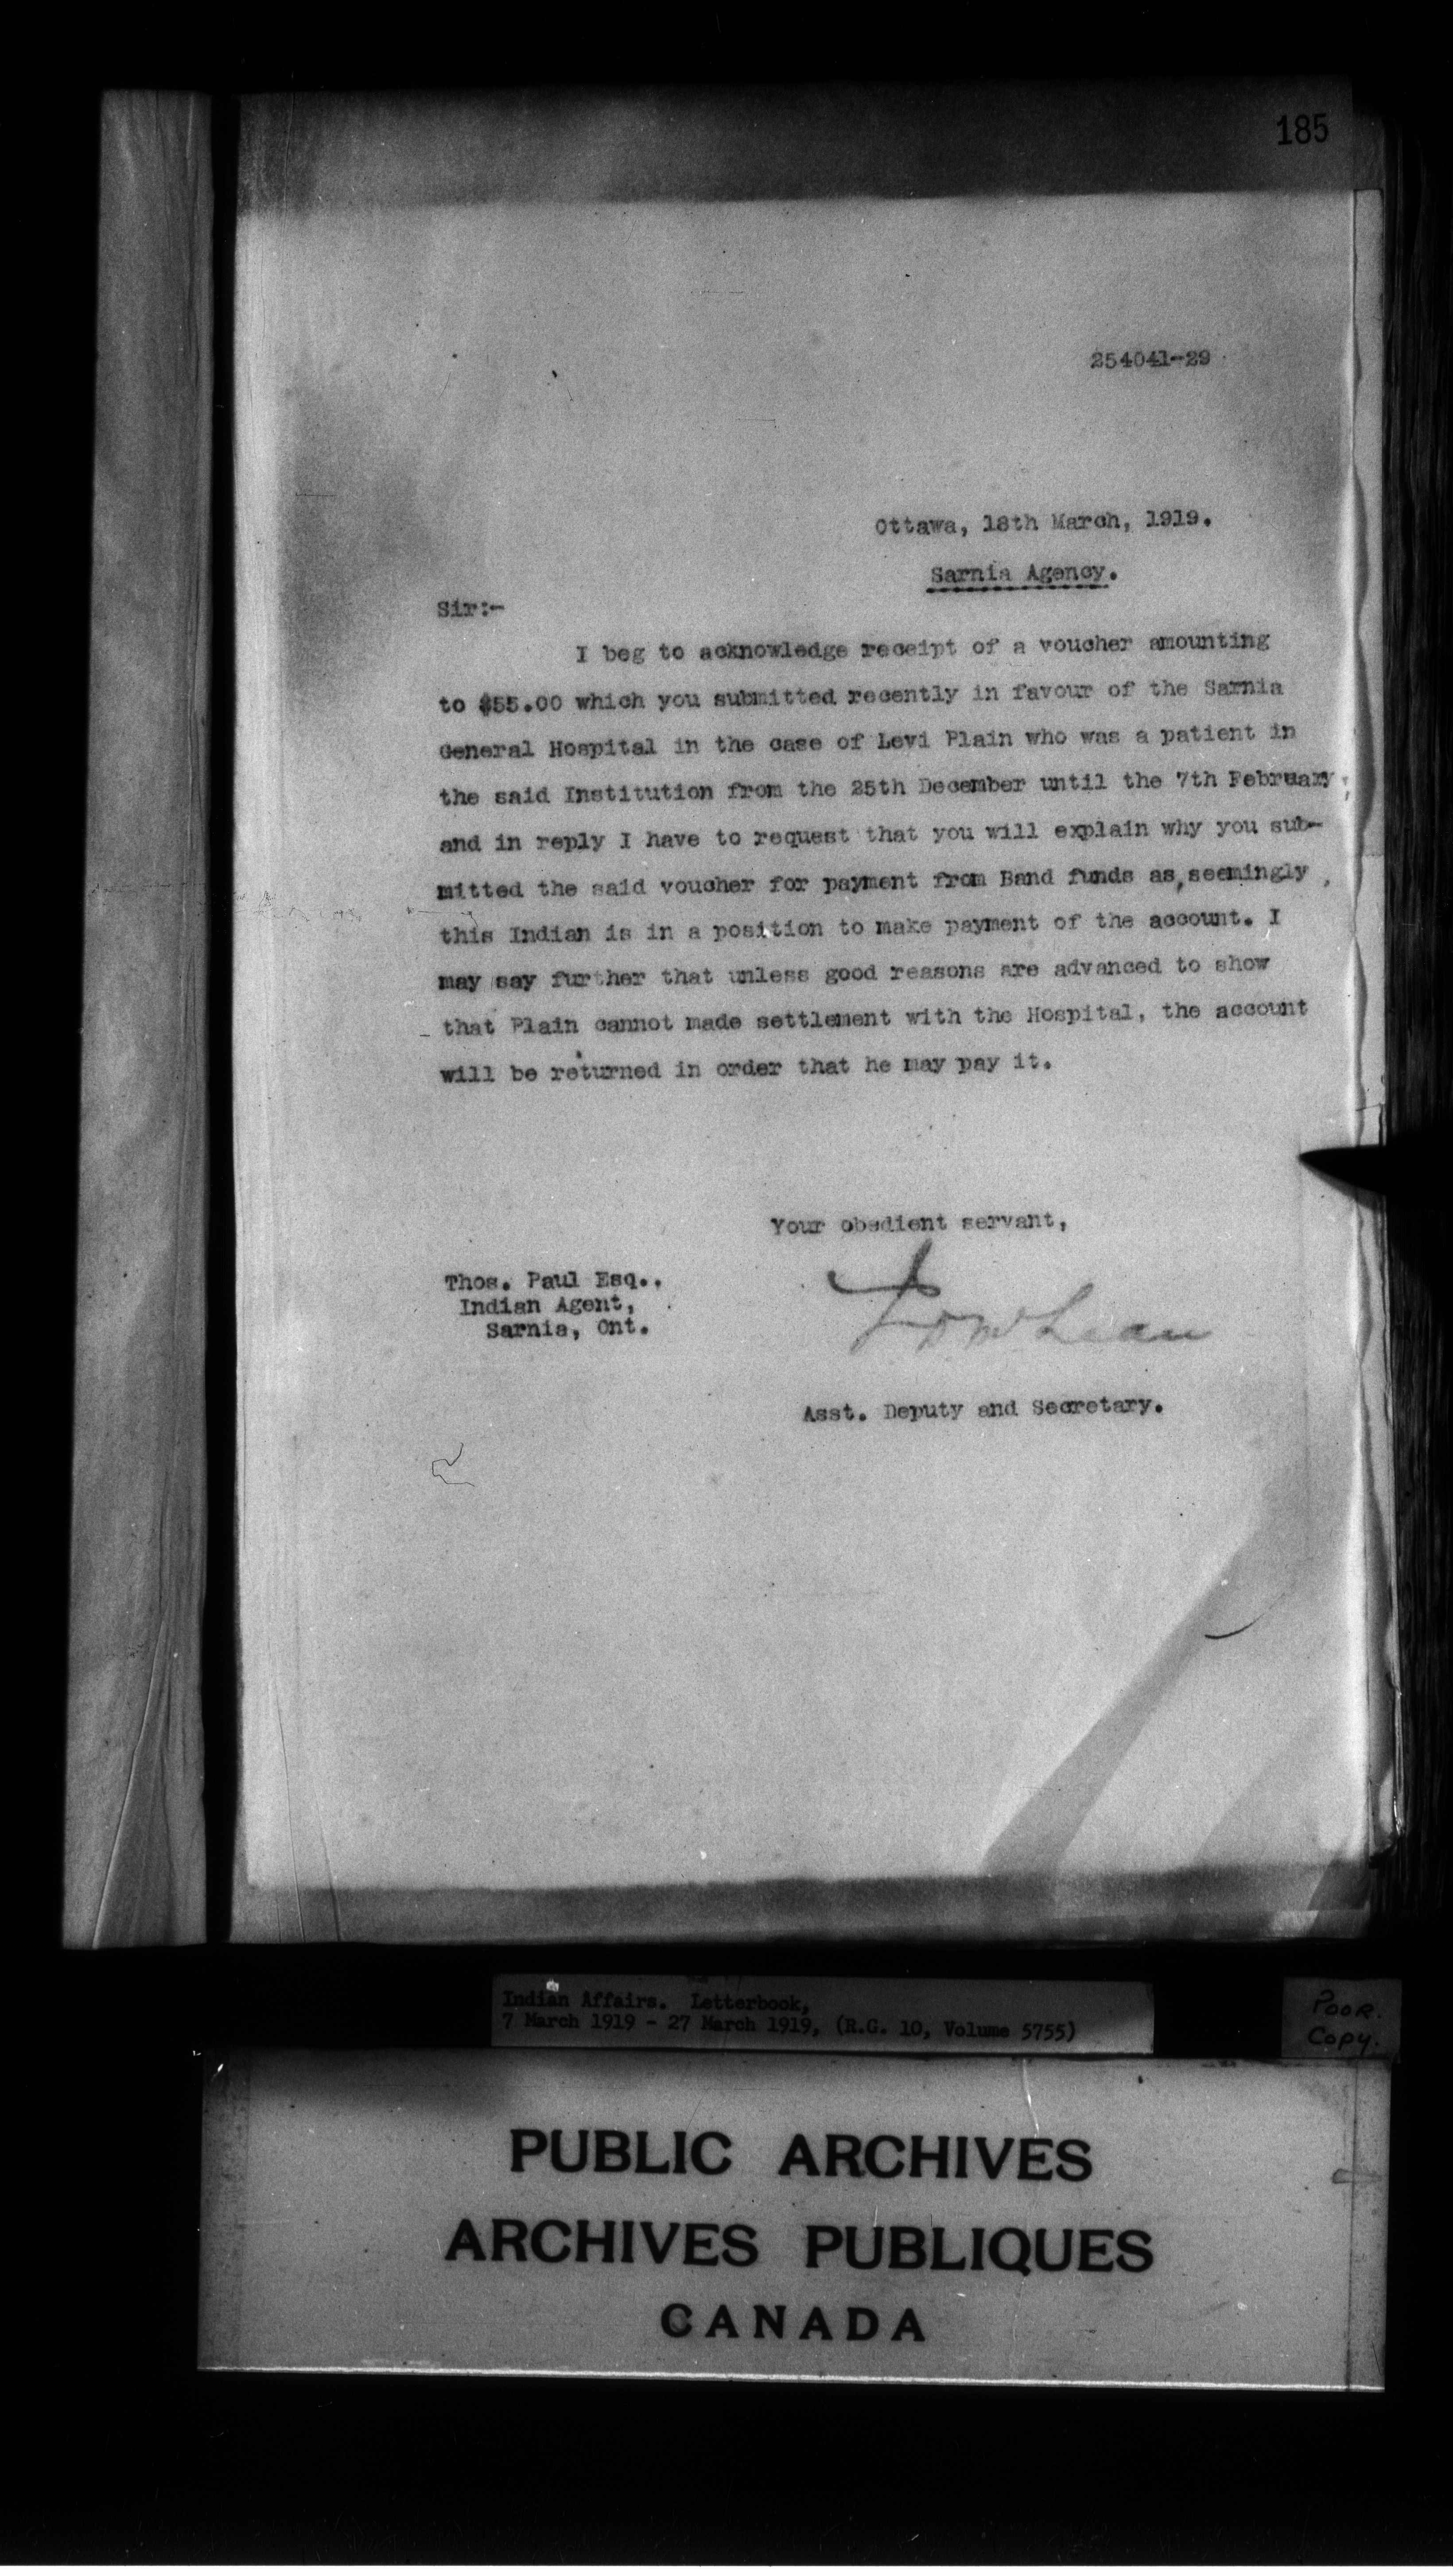 185
254041-29
Ottawa, 18th March, 1919.
Sarnia Agency.
Sir:-
I beg to acknowledge receipt of a voucher amounting
to $55.00 which you submitted recently in favour of the Sarnia
General Hospital in the case of Levi Plain who was a patient in
the said Institution from the 25th December until the 7th February,
and in reply I have to request that you will explain why you sub-
mitted the said voucher for payment from Band funds as, seemingly,
this Indian is in a position to make payment of the account. I
may say further that unless good reasons are advanced to show
that Plain cannot made settlement with the Hospital, the account
will be returned in order that he may pay it.
Your obedient servant,
Thos. Paul Esq.,
Indian Agent,
Sarnia, Ont.
J D McLean
Asst. Deputy and Secretary.
Indian Affairs. Letterbook,
7 March 1919 - 27 March 1919, (R.G. 10, Volume 5755)
POOR.
Copy.
PUBLIC ARCHIVES
ARCHIVES PUBLIQUES
CANADA